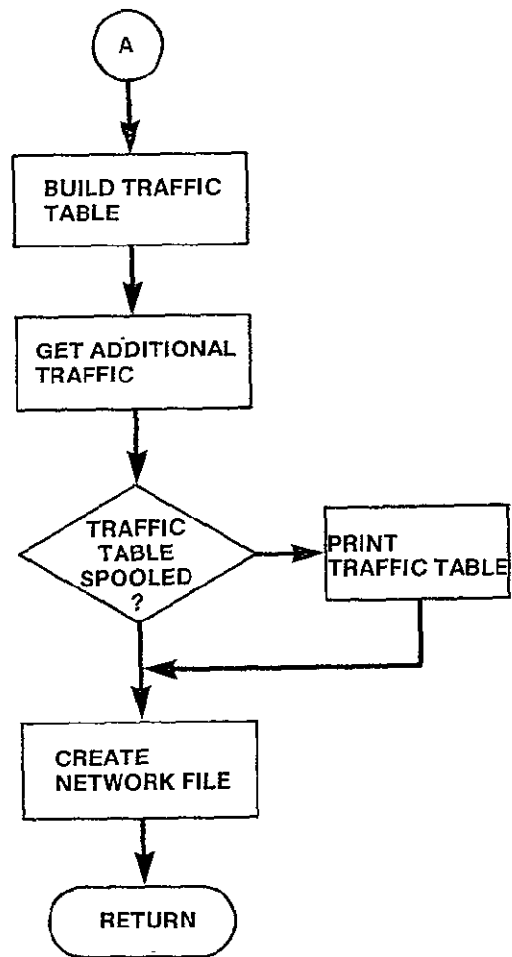 A
BUILD TRAFFIC
TABLE
GET ADDITIONAL
TRAFFIC
TRAFFIC
TABLE
SPOOLED
?
PRINT
TRAFFIC TABLE
CREATE
NETWORK FILE
RETURN